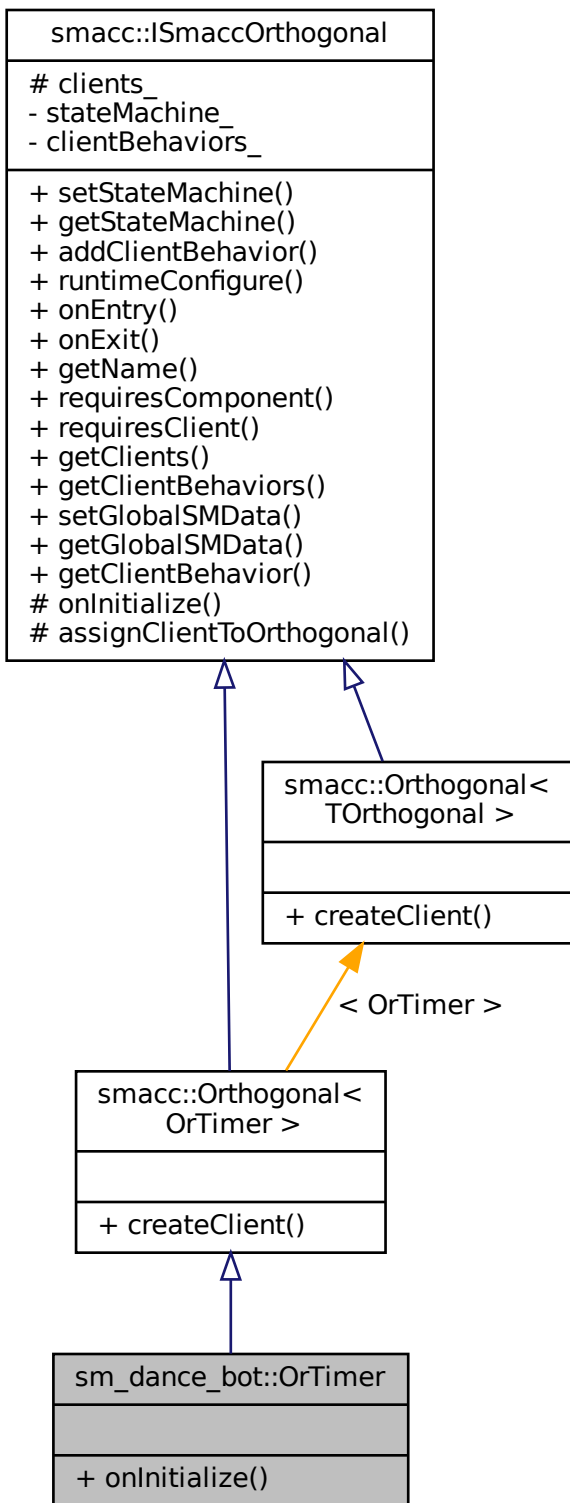 smacc::ISmaccOrthogonal
# clients_
- stateMachine_
- clientBehaviors_
+ setStateMachine()
+ getStateMachine()
+ addClientBehavior()
+ runtimeConfigure()
+ onEntry()
+ onExit()
+ getName()
+ requiresComponent()
+ requiresClient()
+ getClients()
+ getClientBehaviors()
+ setGlobalSMData()
+ getGlobalSMData()
+ getClientBehavior()
# onInitialize()
# assignClientToOrthogonal()
smacc::Orthogonal<
TOrthogonal >
+ createClient()
< OrTimer >
smacc::Orthogonal<
OrTimer >
+ createClient()
sm_dance_bot::OrTimer
+ onInitialize()